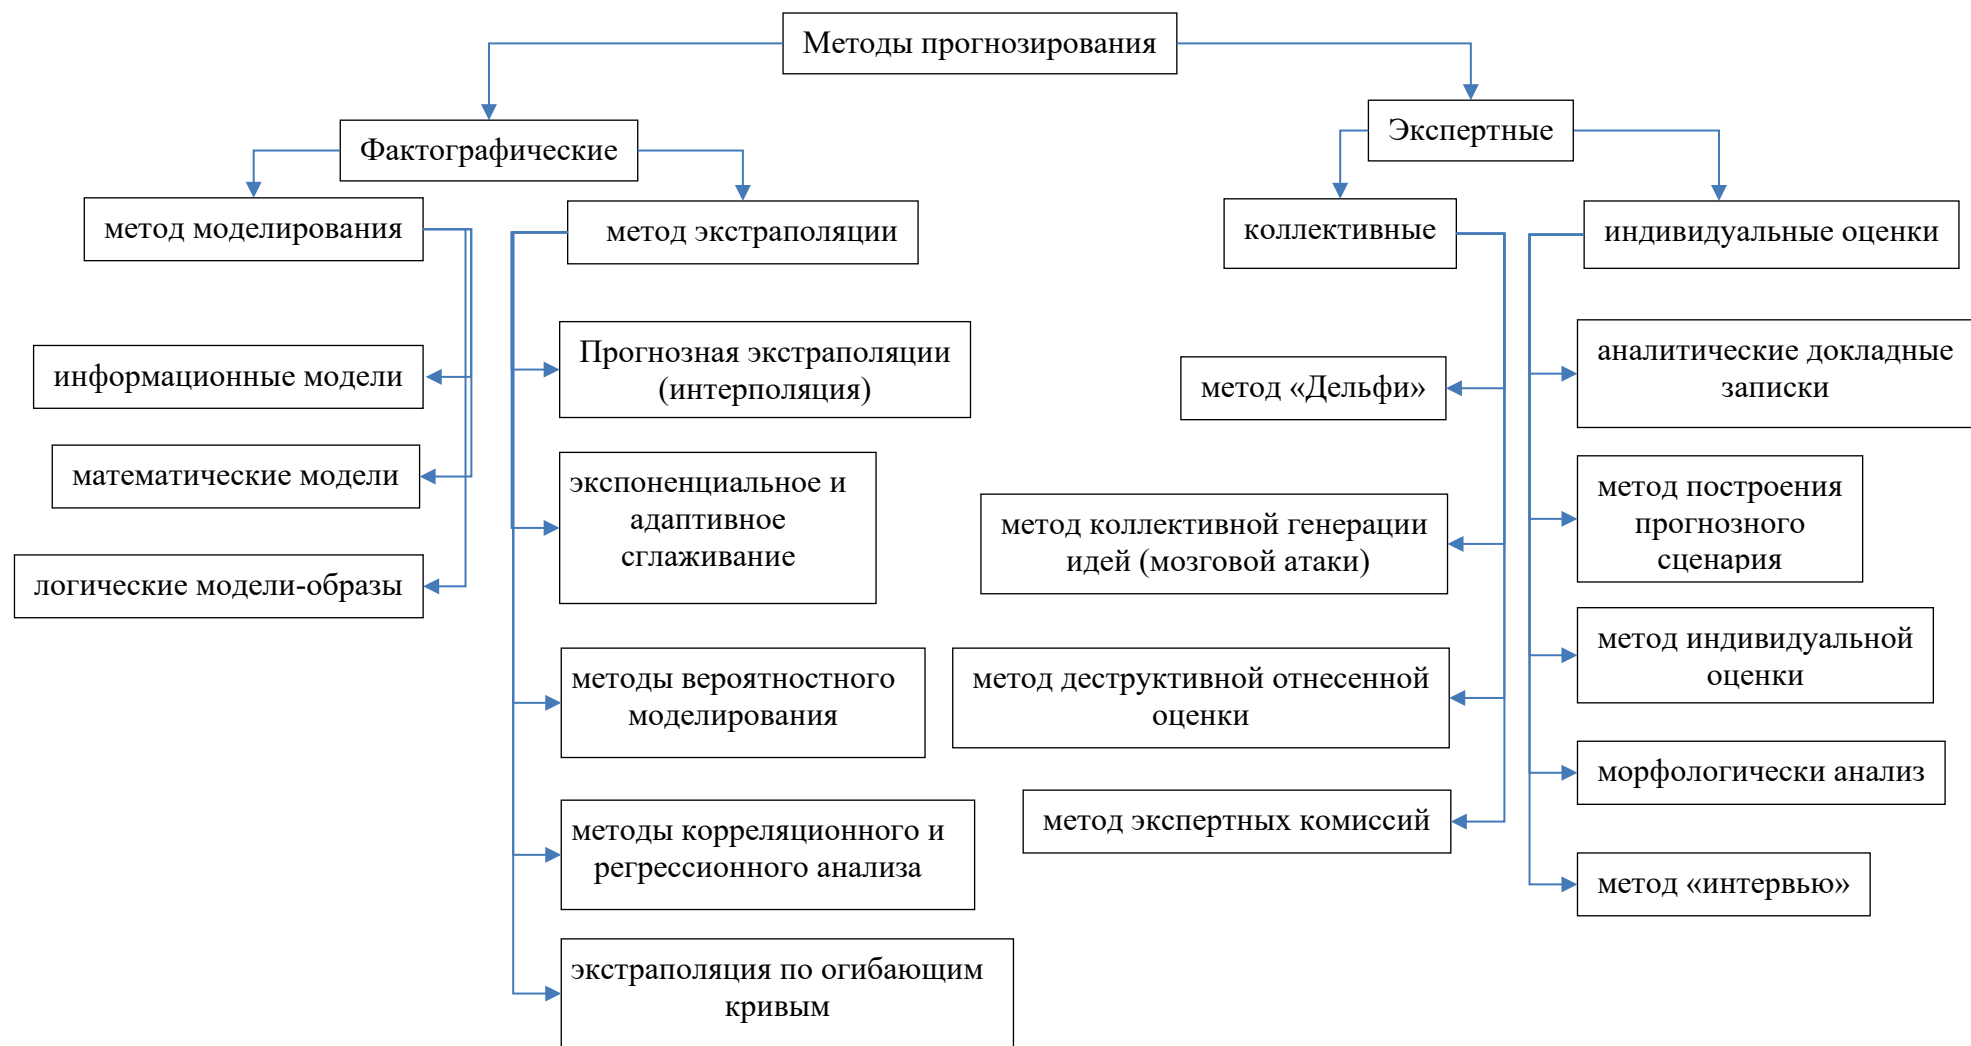 Методы прогнозирования
Фактографические
Экспертные
метод моделирования
метод экстраполяции
коллективные
индивидуальные оценки
информационные модели
математические модели
логические модели-образы
Прогнозная экстраполяции
(интерполяция)
экспоненциальное и
адаптивное
сглаживание
методы вероятностного
моделирования
методы корреляционного и
регрессионного анализа
экстраполяция по огибающим
кривым
метод «Дельфи»
метод коллективной генерации
идей (мозговой атаки)
метод деструктивной отнесенной
оценки
метод экспертных комиссий
аналитические докладные
записки
метод построения
прогнозного
сценария
метод индивидуальной
оценки
морфологически анализ
метод «интервью»